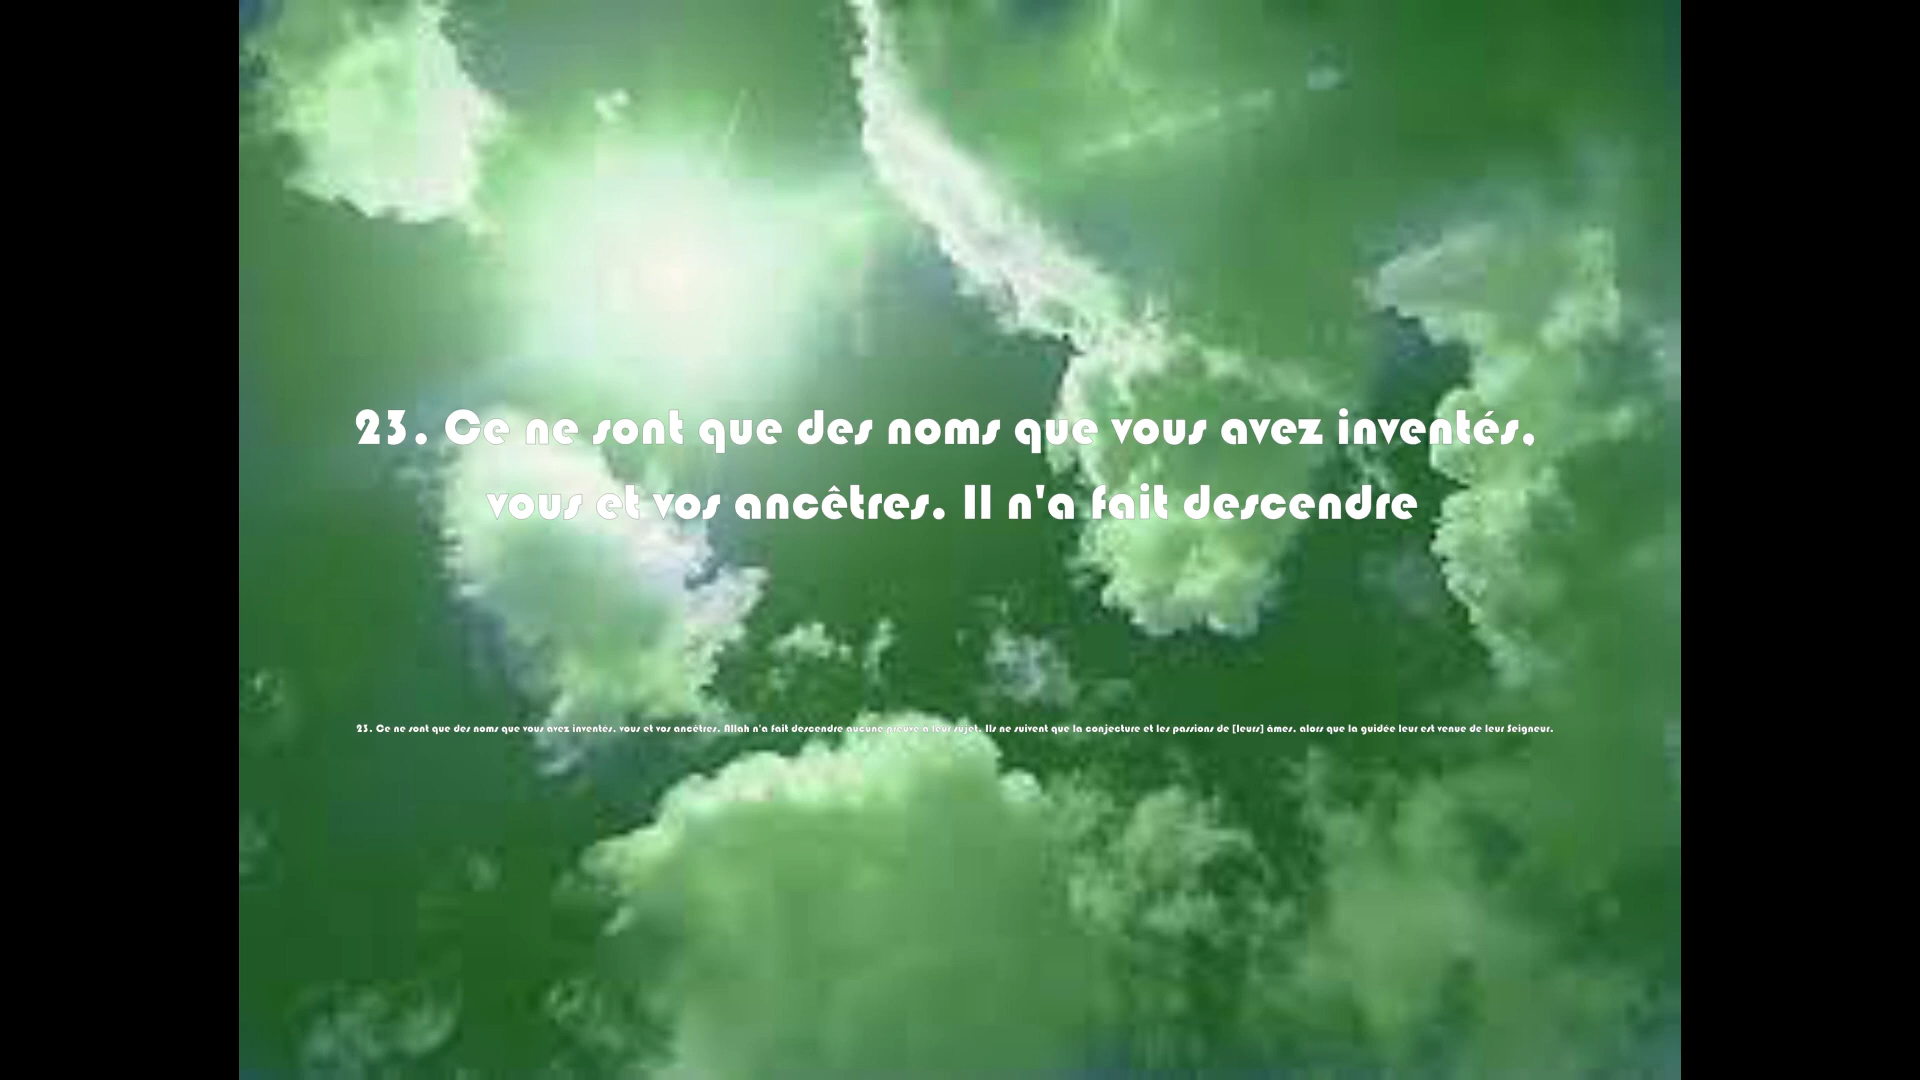 23. Ce ne sont que des noms que vous avez inventés,
vous et vos ancêtres. Il n'a fait descendre
23. Ce ne sont que des noms que vous avez inventés, vous et vos ancêtres. Allah n'a fait descendre aucune preuve à leur sujet. Ils ne suivent que la conjecture et les passions de [leurs] âmes, alors que la guidée leur est venue de leur Seigneur.